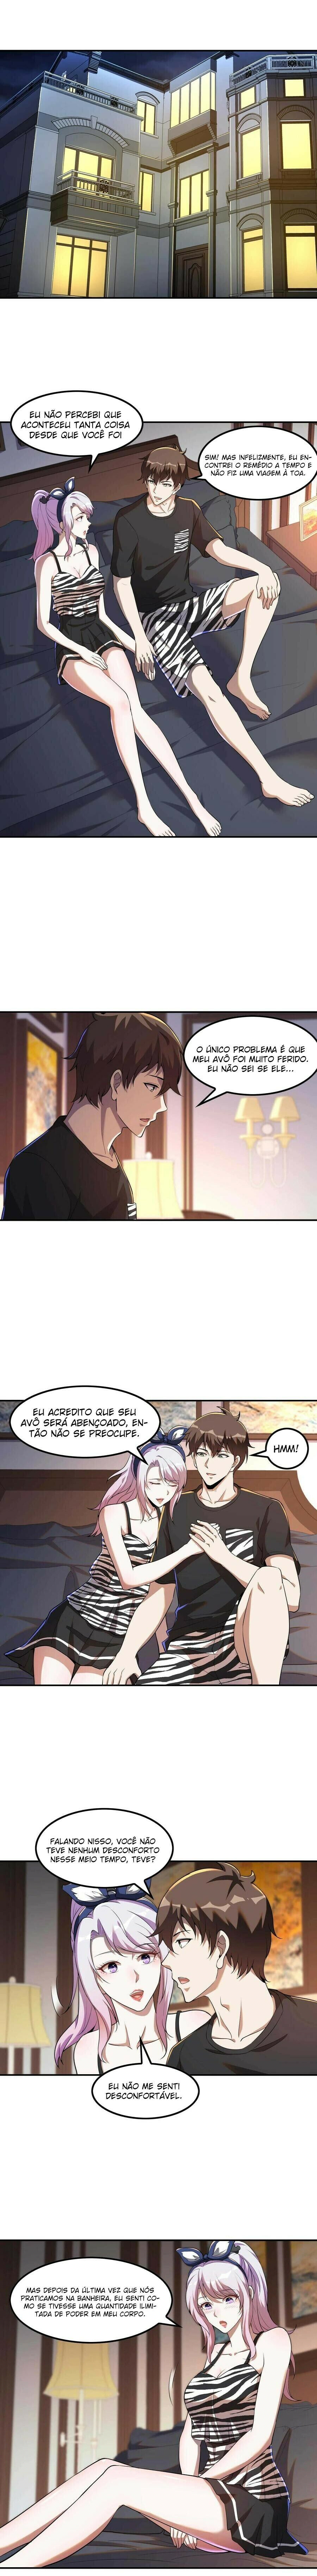 EU NÃO PERCEBI QUE
ACONTECEU TANTA COISA
DESDE QUE VOCÊ FOI
SIM! MAS INFELIZMENTE, EU EN-
CONTREI O REMÉDIO A TEMPO E
NÃO FIZ UMA VIAGEM À TOA.
O ÚNICO PROBLEMA É QUE
MEU AVÔ FOI MUITO FERIDO.
EU NÃO SEI SE ELE...
EU ACREDITO QUE SEU
AVÔ SERÁ ABENÇOADO, EN-
TÃO NÃO SE PREOCUPE.
HMM!
FALANDO NISSO, VOCÊ NÃO
TEVE NENHUM DESCONFORTO
NESSE MEIO TEMPO, TEVE?
EU NÃO ME SENTI
DESCONFORTÁVEL.
MAS DEPOIS DA ÚLTIMA VEZ QUE NÓS
PRATICAMOS NA BANHEIRA, EU SENTI CO-
MO SE TIVESSE UMA QUANTIDADE ILIMI-
TADA DE PODER EM MEU CORPO.